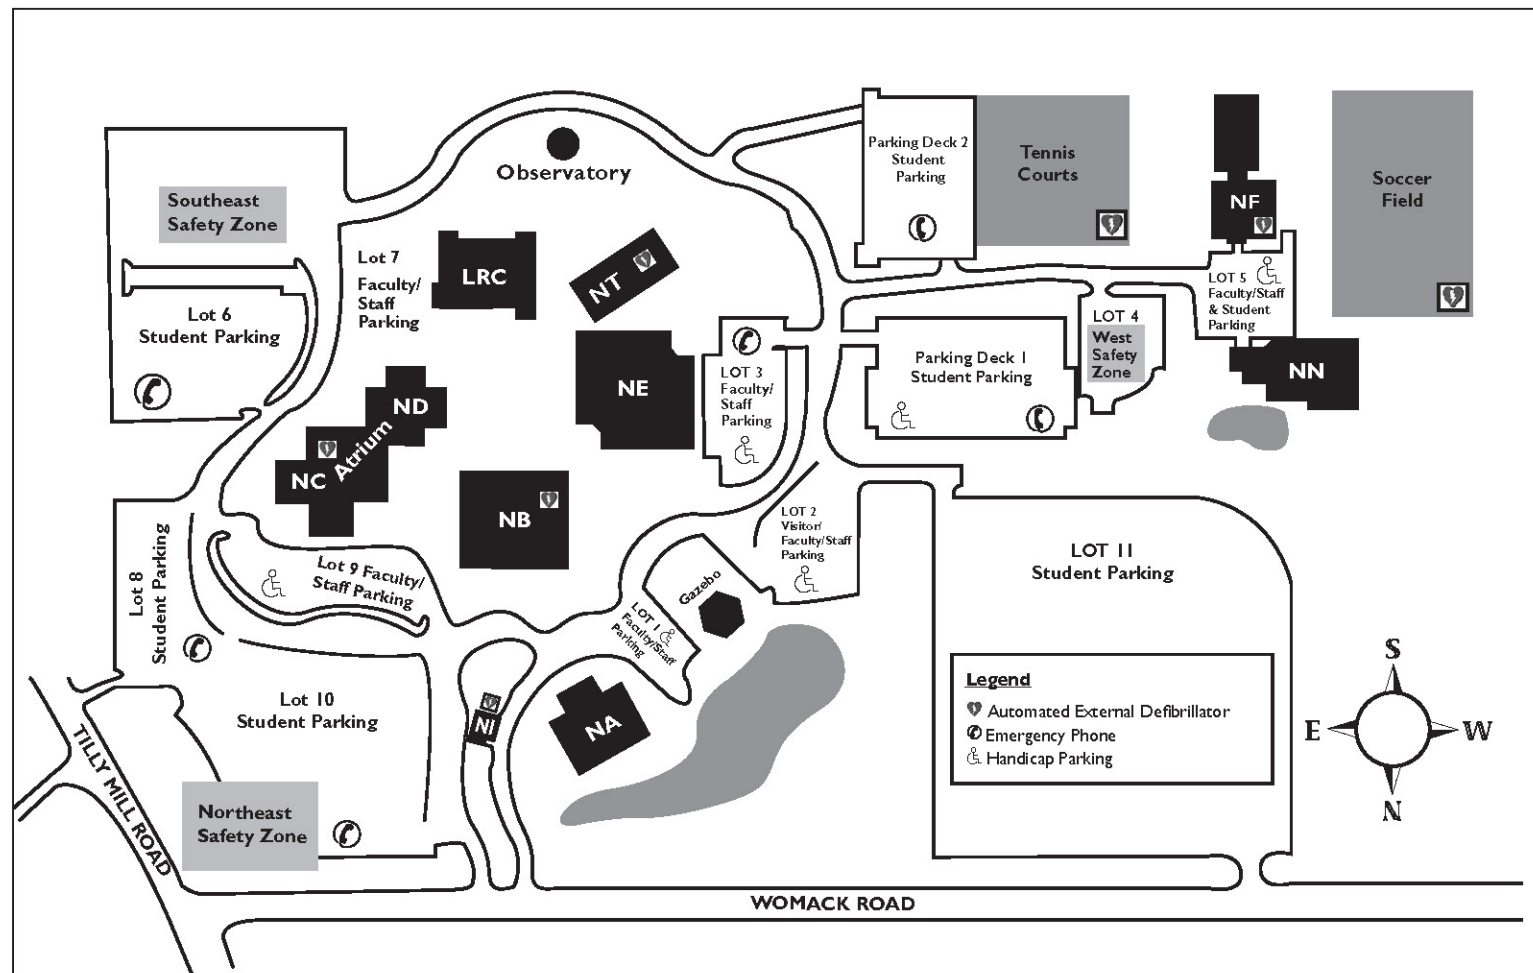 Observatory
Southeast
Safety Zone
Lot 7
Faculty/
Staff
Parking
LRC
NT
Parking Deck 2
Student
Parking
Tennis
Courts
NF
Soccer
Field
Lot 6
Student Parking
NE
LOT 3
Faculty/
Staff
Parking
Parking Deck 1
Student Parking
LOT 4
West
Safety
Zone
LOT 5
Faculty/Staff
& Student
Parking
NN
ND
Atrium
NC
NB
LOT 2
Visitor/
Faculty/Staff
Parking
LOT 11
Student Parking
Lot 8
Student Parking
Lot 9 Faculty/
Staff Parking
Gazebo
LOT 1
Faculty/Staff
Parking
Lot 10
Student Parking
NI
NA
Legend
Automated External Defibrillator
Emergency Phone
Handicap Parking
S
E
W
N
TILLY MILL ROAD
Northeast
Safety Zone
WOMACK ROAD